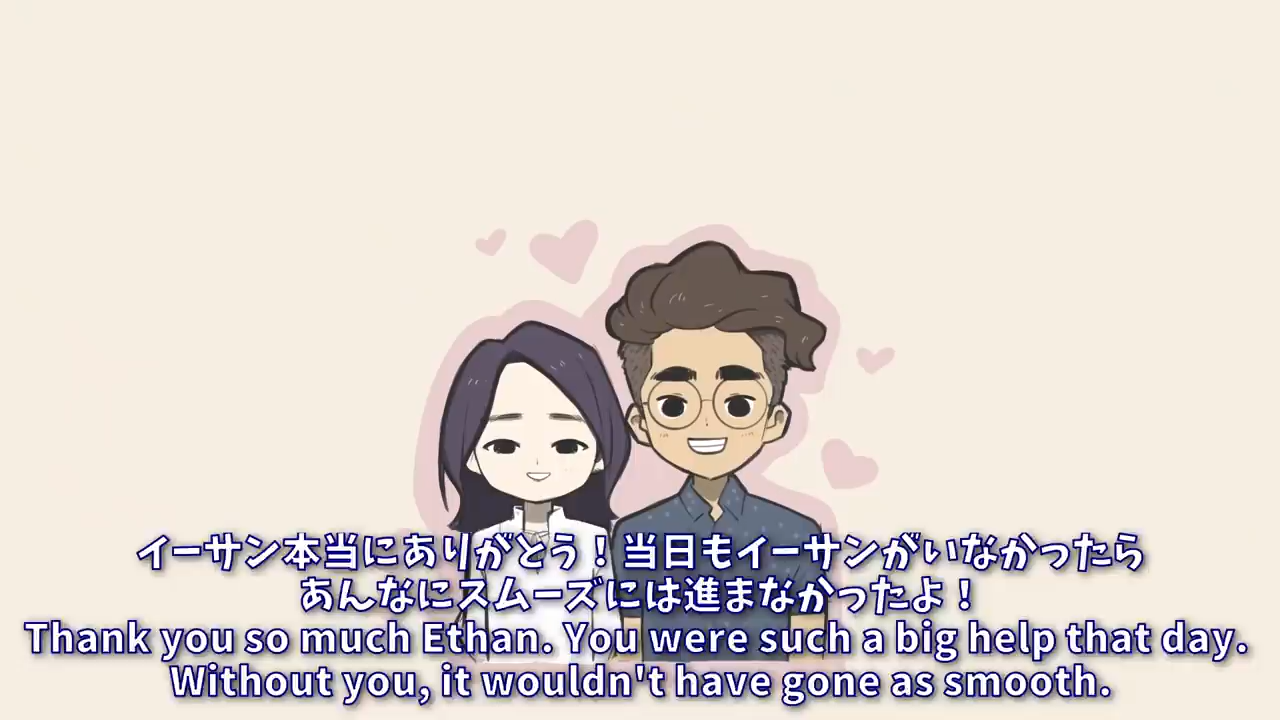 イーサン本当にありがとう！当日もイーサンがいなかったら
あんなにスムーズには進まなかったよ！
Thank you so much Ethan. You were such a big help that day.
Without you, it wouldn't have gone as smooth.